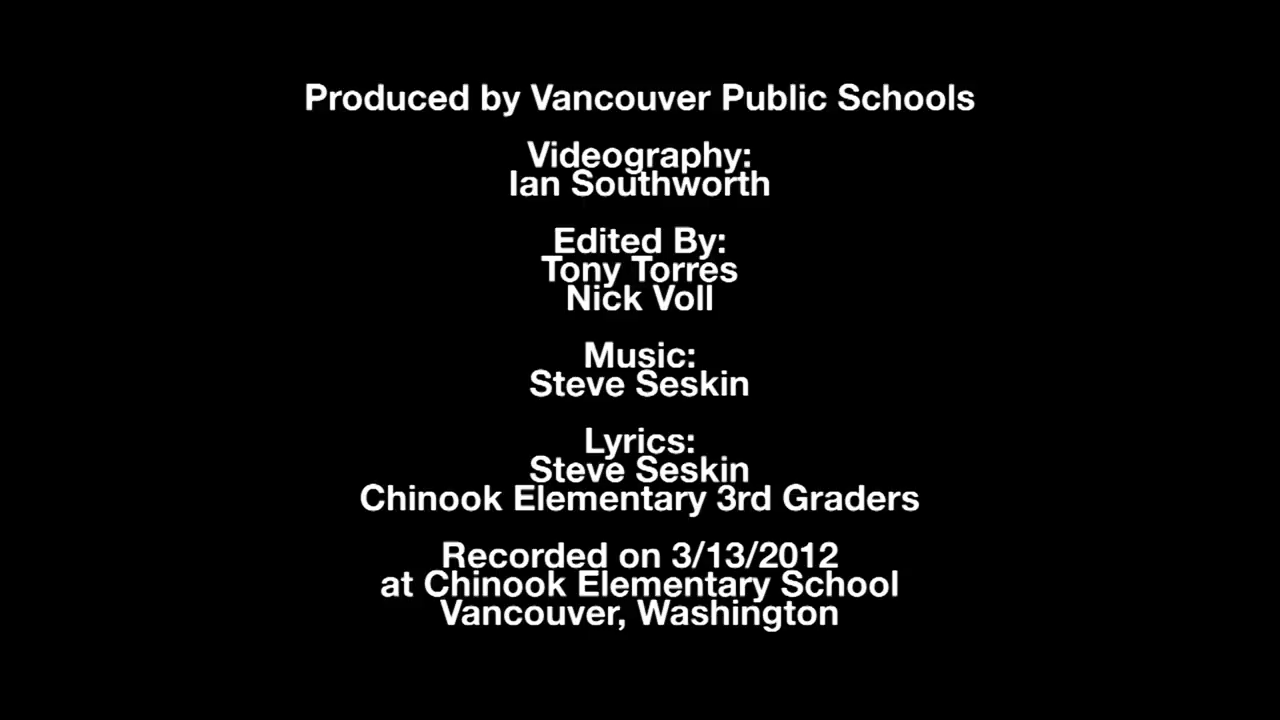 Produced by Vancouver Public Schools
Videography:
Ian Southworth
Edited By:
Tony Torres
Nick Voll
Music:
Steve Seskin
Lyrics:
Steve Seskin
Chinook Elementary 3rd Graders
Recorded on 3/13/2012
at Chinook Elementary School
Vancouver, Washington